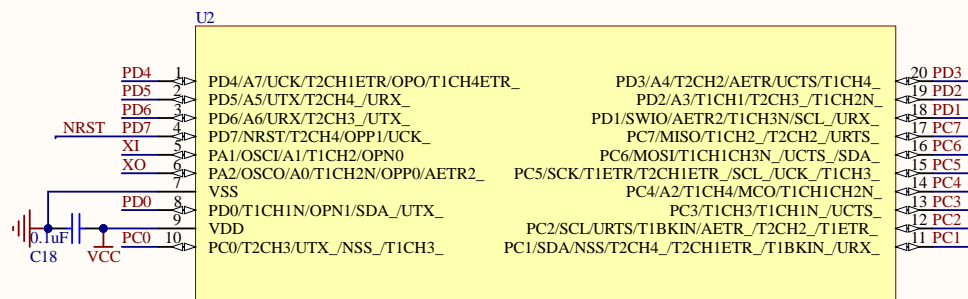 U2
PD4 1 PD4/A7/UCK/T2CH1ETR/OPO/T1CH4ETR_ PD3/A4/T2CH2/AETR/UCTS/T1CH4_ 20 PD3
PD5 2 PD5/A5/UTX/T2CH4_/URX_ PD2/A3/T1CH1/T2CH3_/T1CH2N_ 19 PD2
PD6 3 PD6/A6/URX/T2CH3_/UTX_ PD1/SWIO/AETR2/T1CH3N/SCL_/URX_ 18 PD1
NRST PD7 4 PD7/NRST/T2CH4/OPP1/UCK_ PC7/MISO/T1CH2_/T2CH2_/URTS_ 17 PC7
XI 5 PA1/OSCI/A1/T1CH2/OPN0 PC6/MOSI/T1CH1CH3N_/UCTS_/SDA_ 16 PC6
XO 6 PA2/OSCO/A0/T1CH2N/OPP0/AETR2_ PC5/SCK/T1ETR/T2CH1ETR_/SCL_/UCK_/T1CH3_ 15 PC5
7 VSS PC4/A2/T1CH4/MCO/T1CH1CH2N_ 14 PC4
PD0 8 PD0/T1CH1N/OPN1/SDA_/UTX_ PC3/T1CH3/T1CH1N_/UCTS_ 13 PC3
9 VDD PC2/SCL/URTS/T1BKIN/AETR_/T2CH2_/T1ETR_ 12 PC2
0.1uF PC0 10 PC0/T2CH3/UTX_/NSS_/T1CH3_ PC1/SDA/NSS/T2CH4_/T2CH1ETR_/T1BKIN_/URX_ 11 PC1
C18 VCC